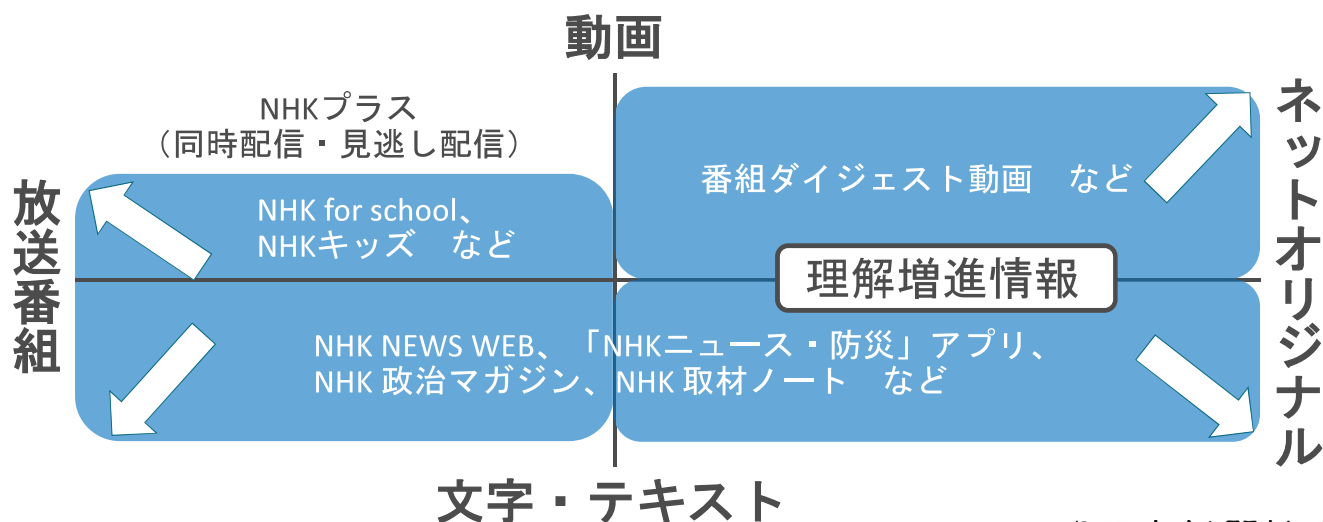 動画
NHKプラス
（同時配信・見逃し配信）
番組ダイジェスト動画　など
NHK for school、
NHKキッズ　など
放送番組
ネットオリジナル
理解増進情報
NHK NEWS WEB、「NHKニュース・防災」アプリ、
NHK 政治マガジン、NHK 取材ノート　など
文字・テキスト